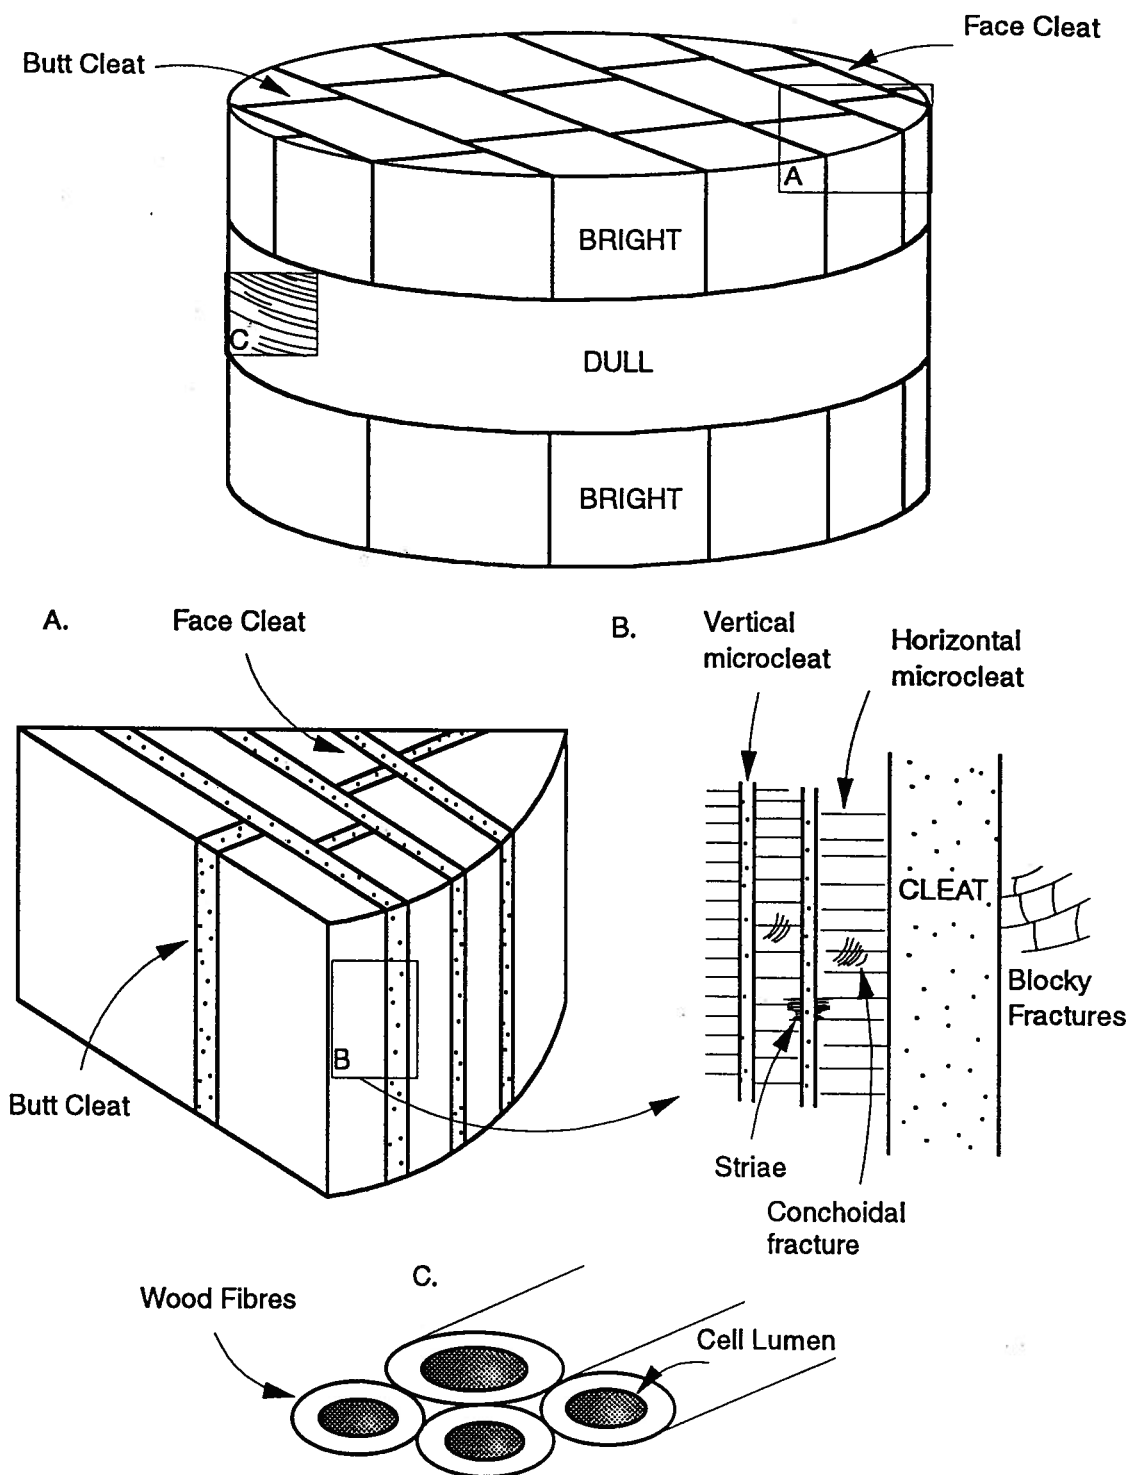 Face Cleat
Butt Cleat
A
BRIGHT
C
DULL
BRIGHT
A.
Face Cleat
B
Butt Cleat
B.
Vertical
microcleat
Horizontal
microcleat
CLEAT
Blocky
Fractures
Striae
Conchoidal
fracture
C.
Wood Fibres
Cell Lumen